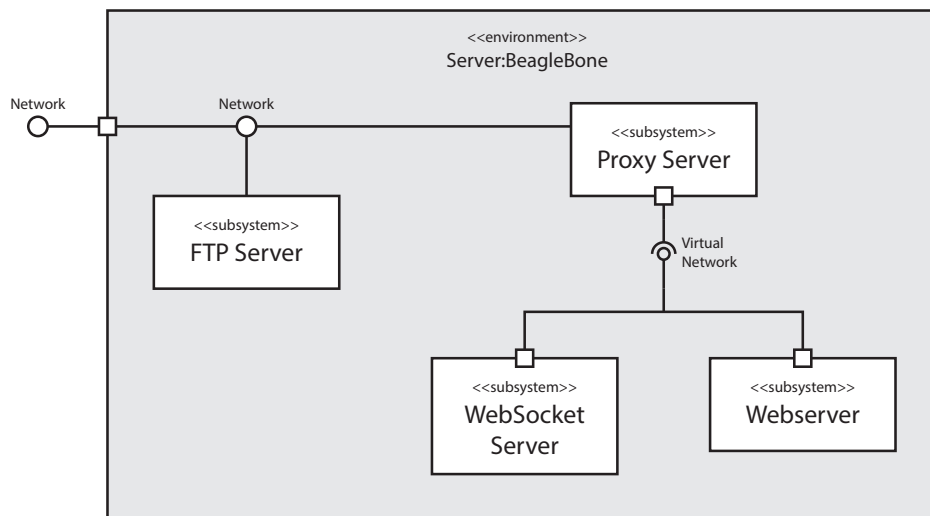 <<environment>>
Server:BeagleBone
Network
Network
<<subsystem>>
Proxy Server
<<subsystem>>
FTP Server
Virtual
Network
<<subsystem>>
WebSocket
Server
<<subsystem>>
Webserver